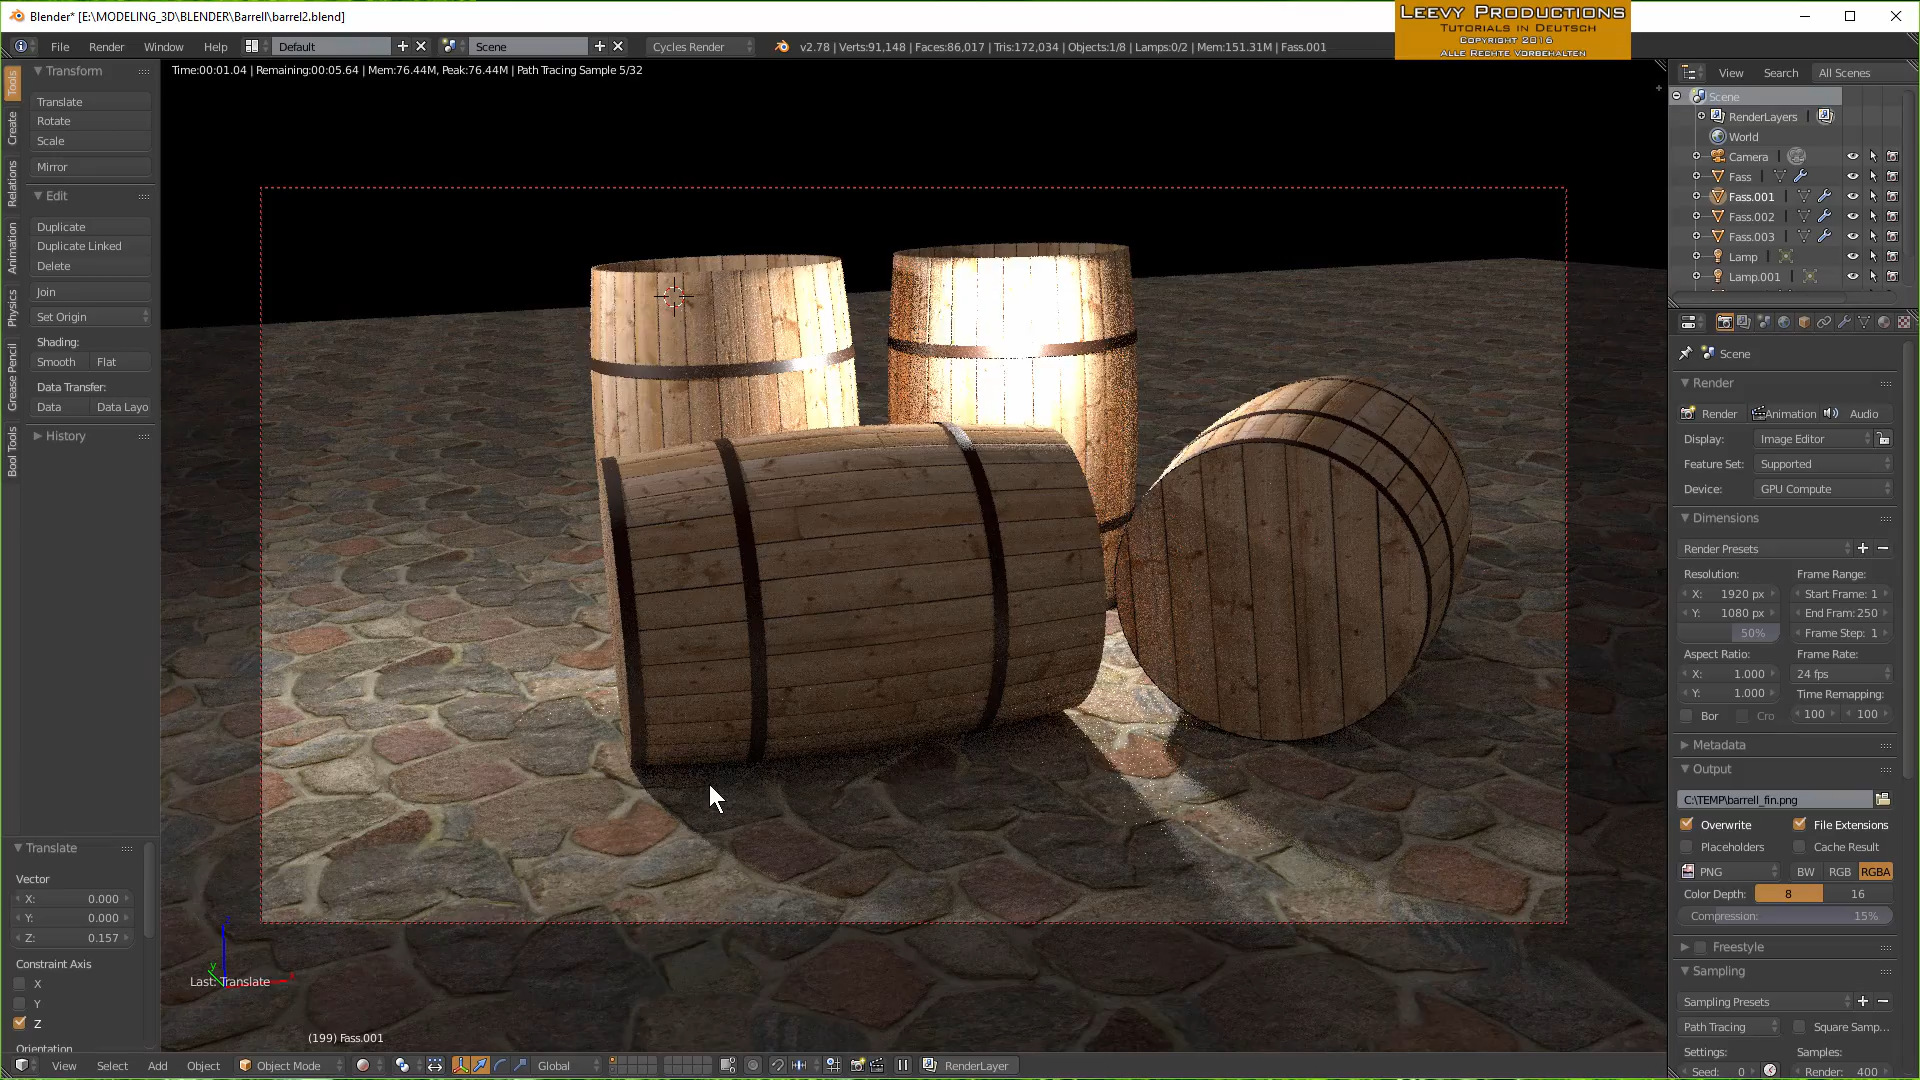 Blender* [E:\MODELING_3D\BLENDER\Barrell\barrel2.blend]
LEEVY PRODUCTIONS
TUTORIALS IN DEUTSCH
COPYRIGHT 2016
ALLE RECHTE VORBEHALTEN
File Render Window Help Default Scene Cycles Render v2.78 | Verts:91,148 | Faces:86,017 | Tris:172,034 | Objects:1/8 | Lamps:0/2 | Mem:151.31M | Fass.001
Time:00:01.04 | Remaining:00:05.64 | Mem:76.44M, Peak:76.44M | Path Tracing Sample 5/32
Tools
Create
Relations
Animation
Physics
Grease Pencil
Bool Tools
Transform
Translate
Rotate
Scale
Mirror
Edit
Duplicate
Duplicate Linked
Delete
Join
Set Origin
Shading:
Smooth Flat
Data Transfer:
Data Data Layo
History
Translate
Vector
X: 0.000
Y: 0.000
Z: 0.157
Constraint Axis
X
Y
Z
Orientation
z
y
x
Last: Translate
(199) Fass.001
View Select Add Object Object Mode Global RenderLayer
View Search All Scenes
Scene
RenderLayers
World
Camera
Fass
Fass.001
Fass.002
Fass.003
Lamp
Lamp.001
Scene
Render
Render Animation Audio
Display: Image Editor
Feature Set: Supported
Device: GPU Compute
Dimensions
Render Presets
Resolution: Frame Range:
X: 1920 px Start Frame: 1
Y: 1080 px End Fram: 250
50% Frame Step: 1
Aspect Ratio: Frame Rate:
X: 1.000 24 fps
Y: 1.000 Time Remapping:
Bor Cro 100 100
Metadata
Output
C:\TEMP\barrell_fin.png
Overwrite File Extensions
Placeholders Cache Result
PNG BW RGB RGBA
Color Depth: 8 16
Compression: 15%
Freestyle
Sampling
Sampling Presets
Path Tracing Square Samp...
Settings: Samples:
Seed: 0 Render: 400